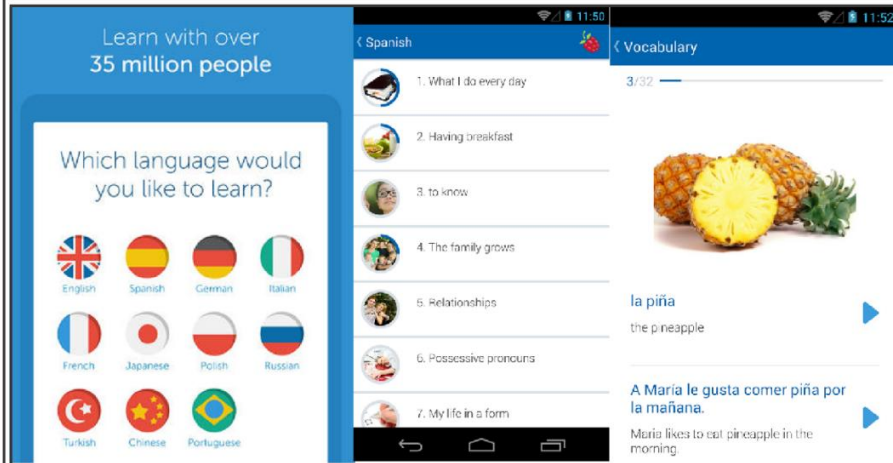 Learn with over
35 million people
Which language would
you like to learn?
English Spanish German Italian
French Japanese Polish Russian
Turkish Chinese Portuguese
11:50
Spanish
1. What I do every day
2. Having breakfast
3. to know
4. The family grows
5. Relationships
6. Possessive pronouns
7. My life in a form
11:52
Vocabulary
3/32
la piña
the pineapple
A María le gusta comer piña por
la mañana.
Maria likes to eat pineapple in the
morning.